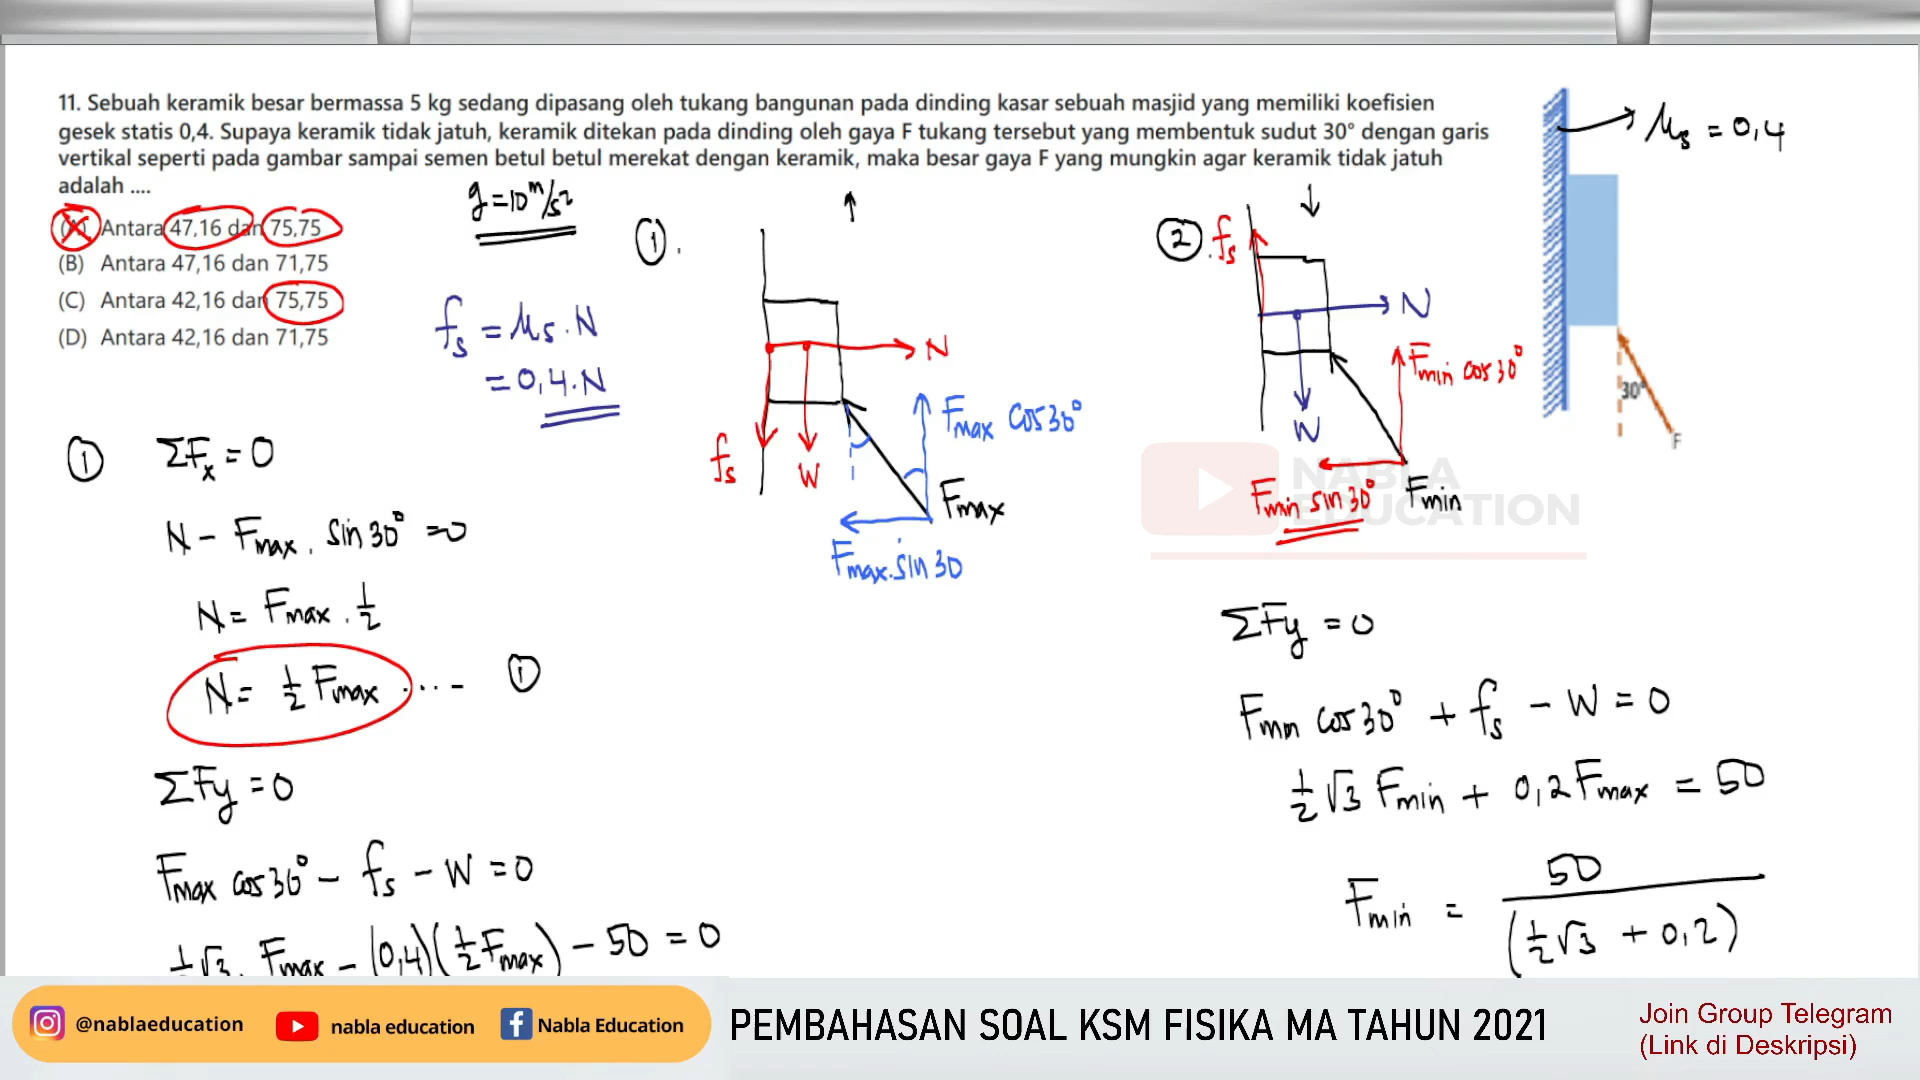 11. Sebuah keramik besar bermassa 5 kg sedang dipasang oleh tukang bangunan pada dinding kasar sebuah masjid yang memiliki koefisien
gesek statis 0,4. Supaya keramik tidak jatuh, keramik ditekan pada dinding oleh gaya F tukang tersebut yang membentuk sudut 30° dengan garis
vertikal seperti pada gambar sampai semen betul betul merekat dengan keramik, maka besar gaya F yang mungkin agar keramik tidak jatuh
adalah ....
(A) Antara 47,16 dan 75,75
(B) Antara 47,16 dan 71,75
(C) Antara 42,16 dan 75,75
(D) Antara 42,16 dan 71,75
g = 10 m/s²
fs = μs . N
= 0,4 . N
① ΣFx = 0
N - Fmax . sin 30° = 0
N = Fmax . 1/2
N = 1/2 Fmax .... ①
ΣFy = 0
Fmax cos 30° - fs - W = 0
1/2 √3 . Fmax - (0,4) (1/2 Fmax) - 50 = 0
①.
↑
N
fs
W
Fmax cos 30°
Fmax
Fmax . sin 30
②.
↓
fs
N
W
Fmin cos 30°
Fmin sin 30°
Fmin
→ μs = 0,4
30°
F
NABLA
EDUCATION
ΣFy = 0
Fmin cos 30° + fs - W = 0
1/2 √3 Fmin + 0,2 Fmax = 50
Fmin = 50 / (1/2 √3 + 0,2)
@nablaeducation
nabla education
Nabla Education
PEMBAHASAN SOAL KSM FISIKA MA TAHUN 2021
Join Group Telegram
(Link di Deskripsi)